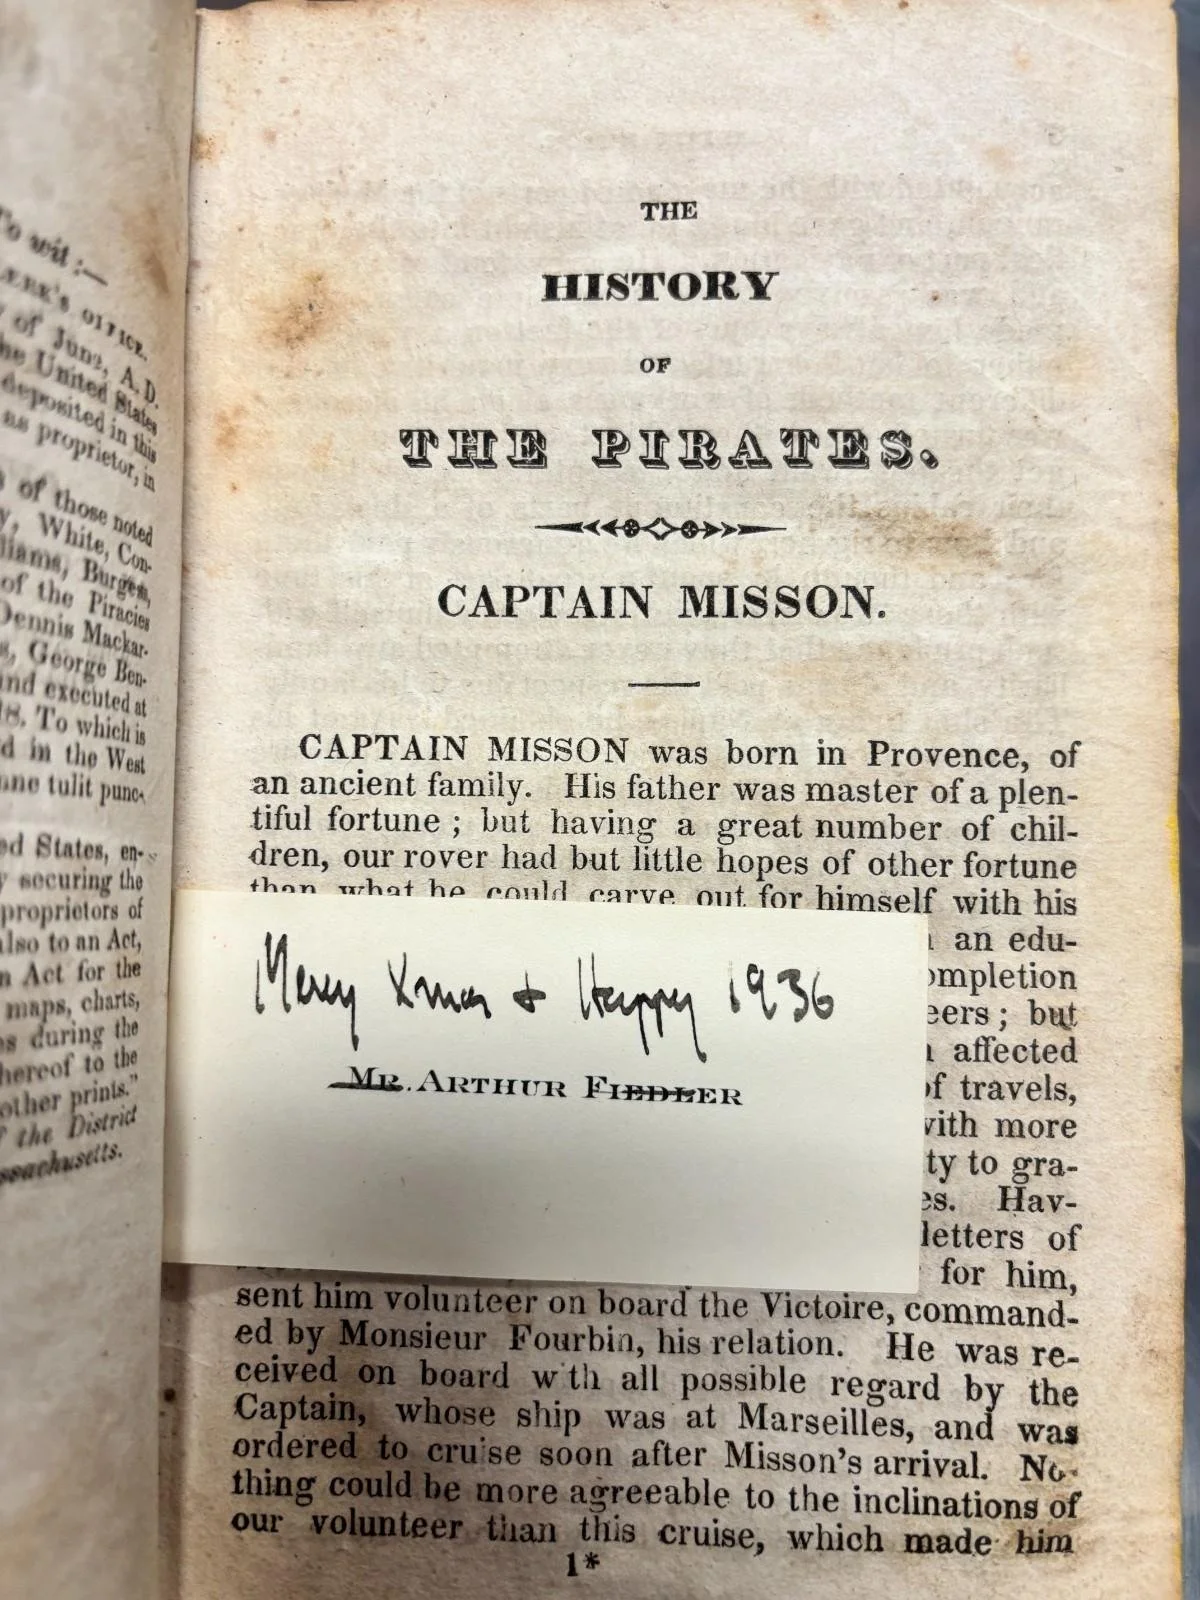 To wit:—
OFFICE.
of June, A. D.
the United States
deposited in this
as proprietor, in
of those noted
White, Con-
Burgess,
of the Piracies
Dennis Mackar-
George Ben-
and executed at
To which is
in the West
tulit punc-
States, en-
securing the
proprietors of
also to an Act,
Act for the
maps, charts,
during the
thereof to the
other prints."
of the District
THE
HISTORY
OF
THE PIRATES.
CAPTAIN MISSON.
CAPTAIN MISSON was born in Provence, of
an ancient family. His father was master of a plen-
tiful fortune ; but having a great number of chil-
dren, our rover had but little hopes of other fortune
than what he could carve out for himself with his
an edu-
ompletion
eers ; but
affected
of travels,
with more
ty to gra-
es. Hav-
letters of
for him,
sent him volunteer on board the Victoire, command-
ed by Monsieur Fourbin, his relation. He was re-
ceived on board with all possible regard by the
Captain, whose ship was at Marseilles, and was
ordered to cruise soon after Misson's arrival. No-
thing could be more agreeable to the inclinations of
our volunteer than this cruise, which made him
1*
Merry Xmas + Happy 1936
MR. ARTHUR FIEDLER